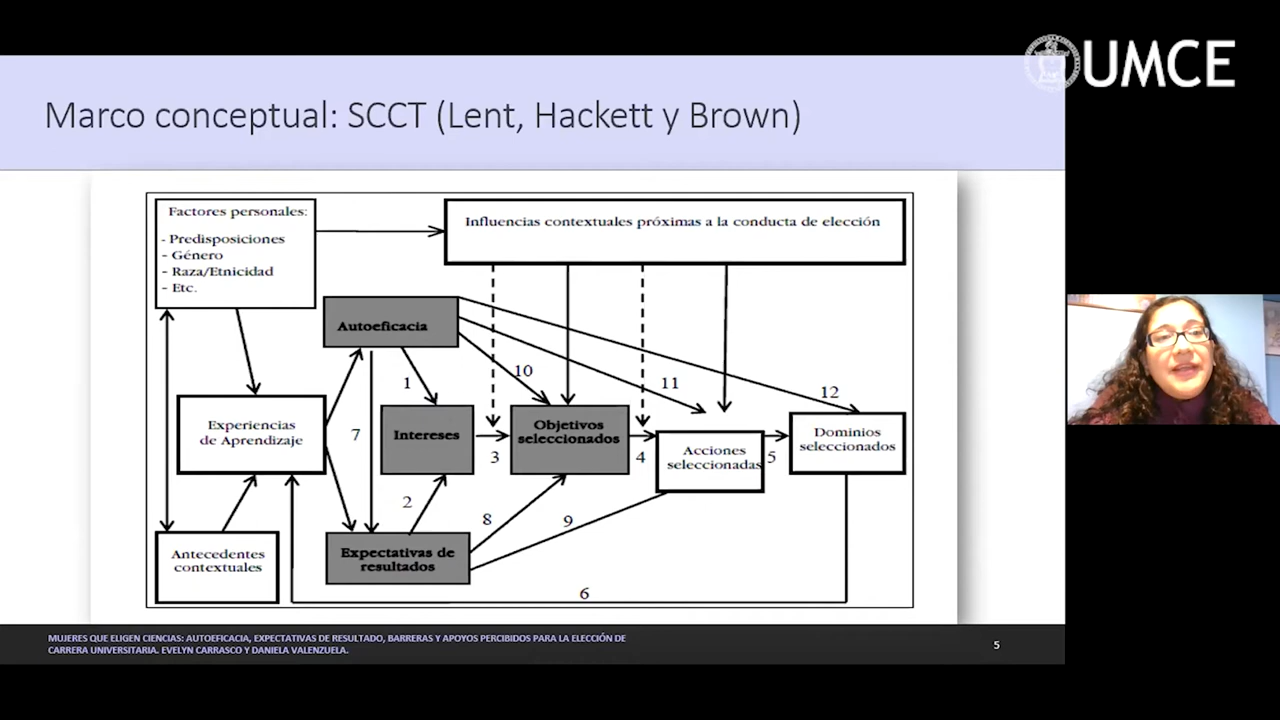 UMCE
Marco conceptual: SCCT (Lent, Hackett y Brown)
Factores personales:
- Predisposiciones
- Género
- Raza/Etnicidad
- Etc.
Influencias contextuales próximas a la conducta de elección
Autoeficacia
1
10
11
12
Experiencias
de Aprendizaje
7
Intereses
3
Objetivos
seleccionados
4
Acciones
seleccionadas
5
Dominios
seleccionados
2
8
9
Antecedentes
contextuales
Expectativas de
resultados
6
MUJERES QUE ELIGEN CIENCIAS: AUTOEFICACIA, EXPECTATIVAS DE RESULTADO, BARRERAS Y APOYOS PERCIBIDOS PARA LA ELECCIÓN DE
CARRERA UNIVERSITARIA. EVELYN CARRASCO Y DANIELA VALENZUELA.
5